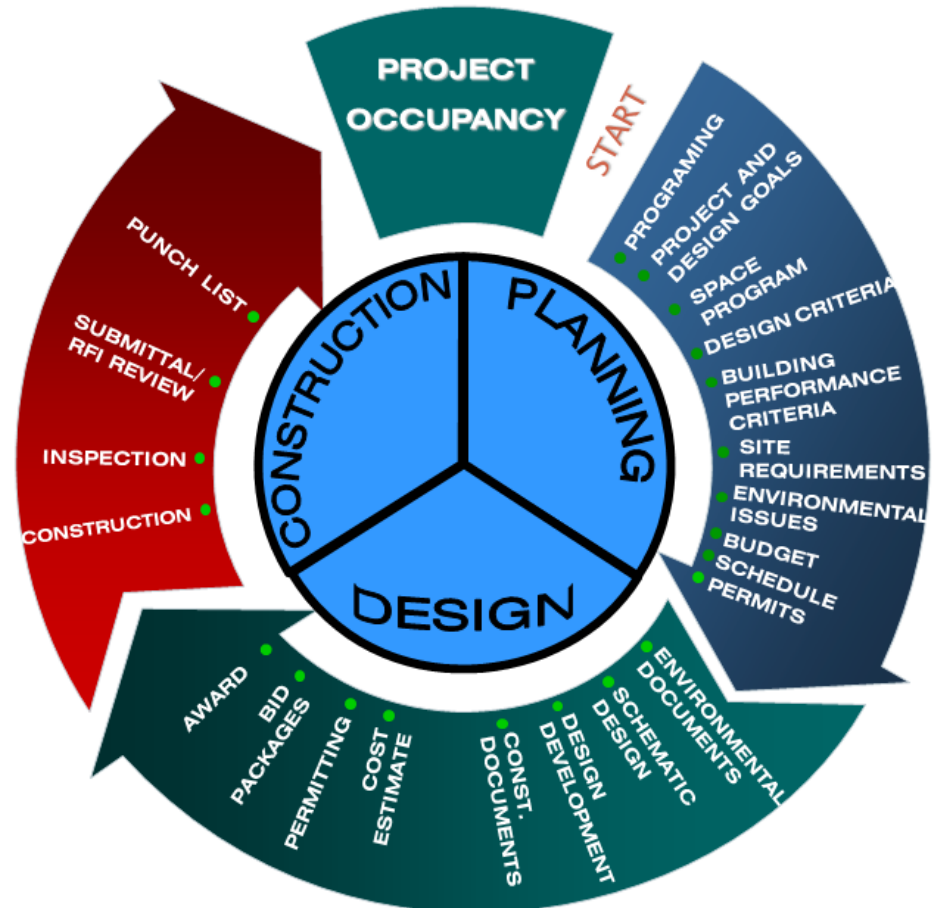 PROJECT
OCCUPANCY
START
PROGRAMING
PROJECT AND
DESIGN GOALS
SPACE
PROGRAM
DESIGN CRITERIA
BUILDING
PERFORMANCE
CRITERIA
SITE
REQUIREMENTS
ENVIRONMENTAL
ISSUES
BUDGET
SCHEDULE
PERMITS
ENVIRONMENTAL
DOCUMENTS
SCHEMATIC
DESIGN
DESIGN
DEVELOPMENT
CONST.
DOCUMENTS
COST
ESTIMATE
PERMITTING
BID
PACKAGES
AWARD
CONSTRUCTION
INSPECTION
SUBMITTAL/
RFI REVIEW
PUNCH LIST
PLANNING
DESIGN
CONSTRUCTION